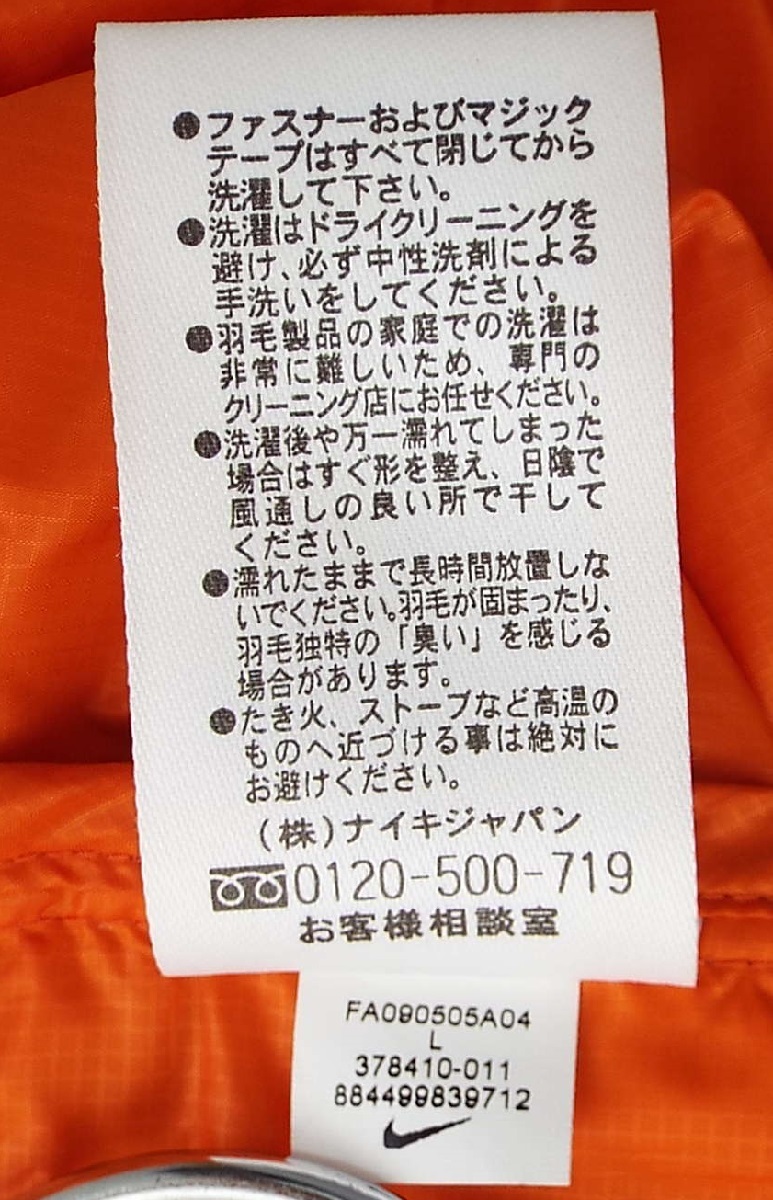 ●ファスナーおよびマジック
テープはすべて閉じてから
洗濯して下さい。
●洗濯はドライクリーニングを
避け、必ず中性洗剤による
手洗いをしてください。
●羽毛製品の家庭での洗濯は
非常に難しいため、専門の
クリーニング店にお任せください。
●洗濯後や万一濡れてしまった
場合はすぐ形を整え、日陰で
風通しの良い所で干して
ください。
●濡れたままで長時間放置しな
いでください。羽毛が固まったり、
羽毛独特の「臭い」を感じる
場合があります。
●たき火、ストーブなど高温の
ものへ近づける事は絶対に
お避けください。
(株)ナイキジャパン
0120-500-719
お客様相談室
FA090505A04
L
378410-011
884499839712